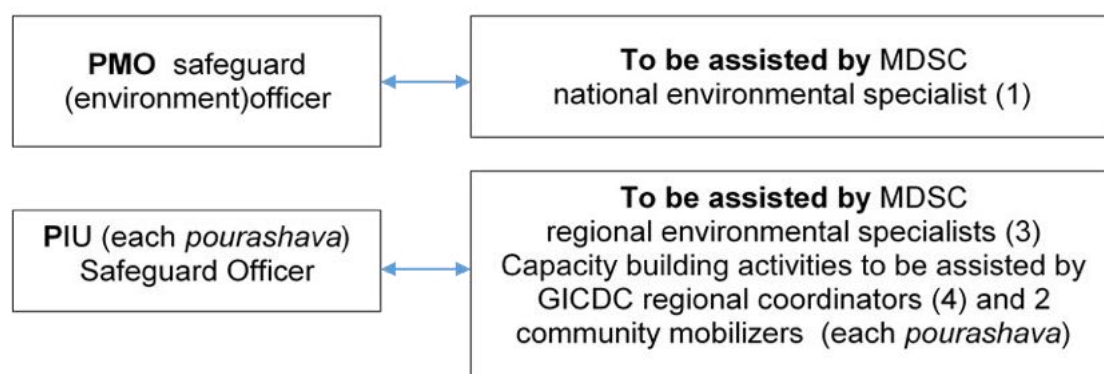 PMO safeguard
(environment)officer
To be assisted by MDSC
national environmental specialist (1)
PIU (each pourashava)
Safeguard Officer
To be assisted by MDSC
regional environmental specialists (3)
Capacity building activities to be assisted by
GICDC regional coordinators (4) and 2
community mobilizers (each pourashava)